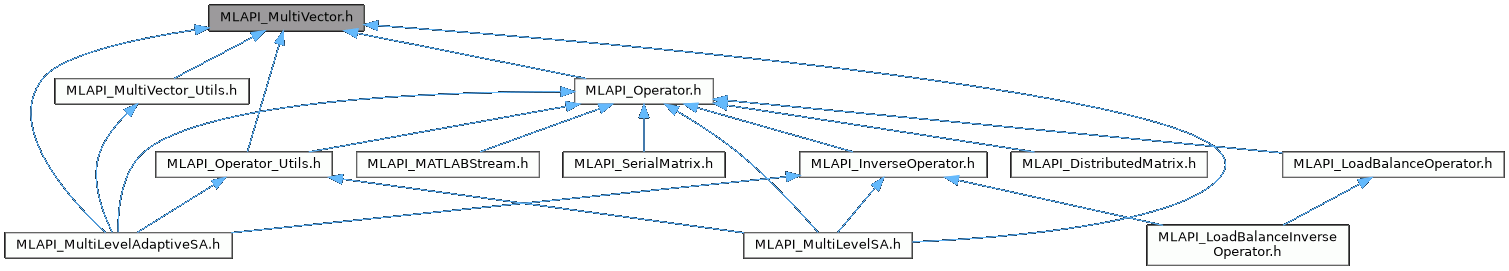 MLAPI_MultiVector.h
MLAPI_MultiVector_Utils.h
MLAPI_Operator.h
MLAPI_Operator_Utils.h
MLAPI_MATLABStream.h
MLAPI_SerialMatrix.h
MLAPI_InverseOperator.h
MLAPI_DistributedMatrix.h
MLAPI_LoadBalanceOperator.h
MLAPI_MultiLevelAdaptiveSA.h
MLAPI_MultiLevelSA.h
MLAPI_LoadBalanceInverse
Operator.h